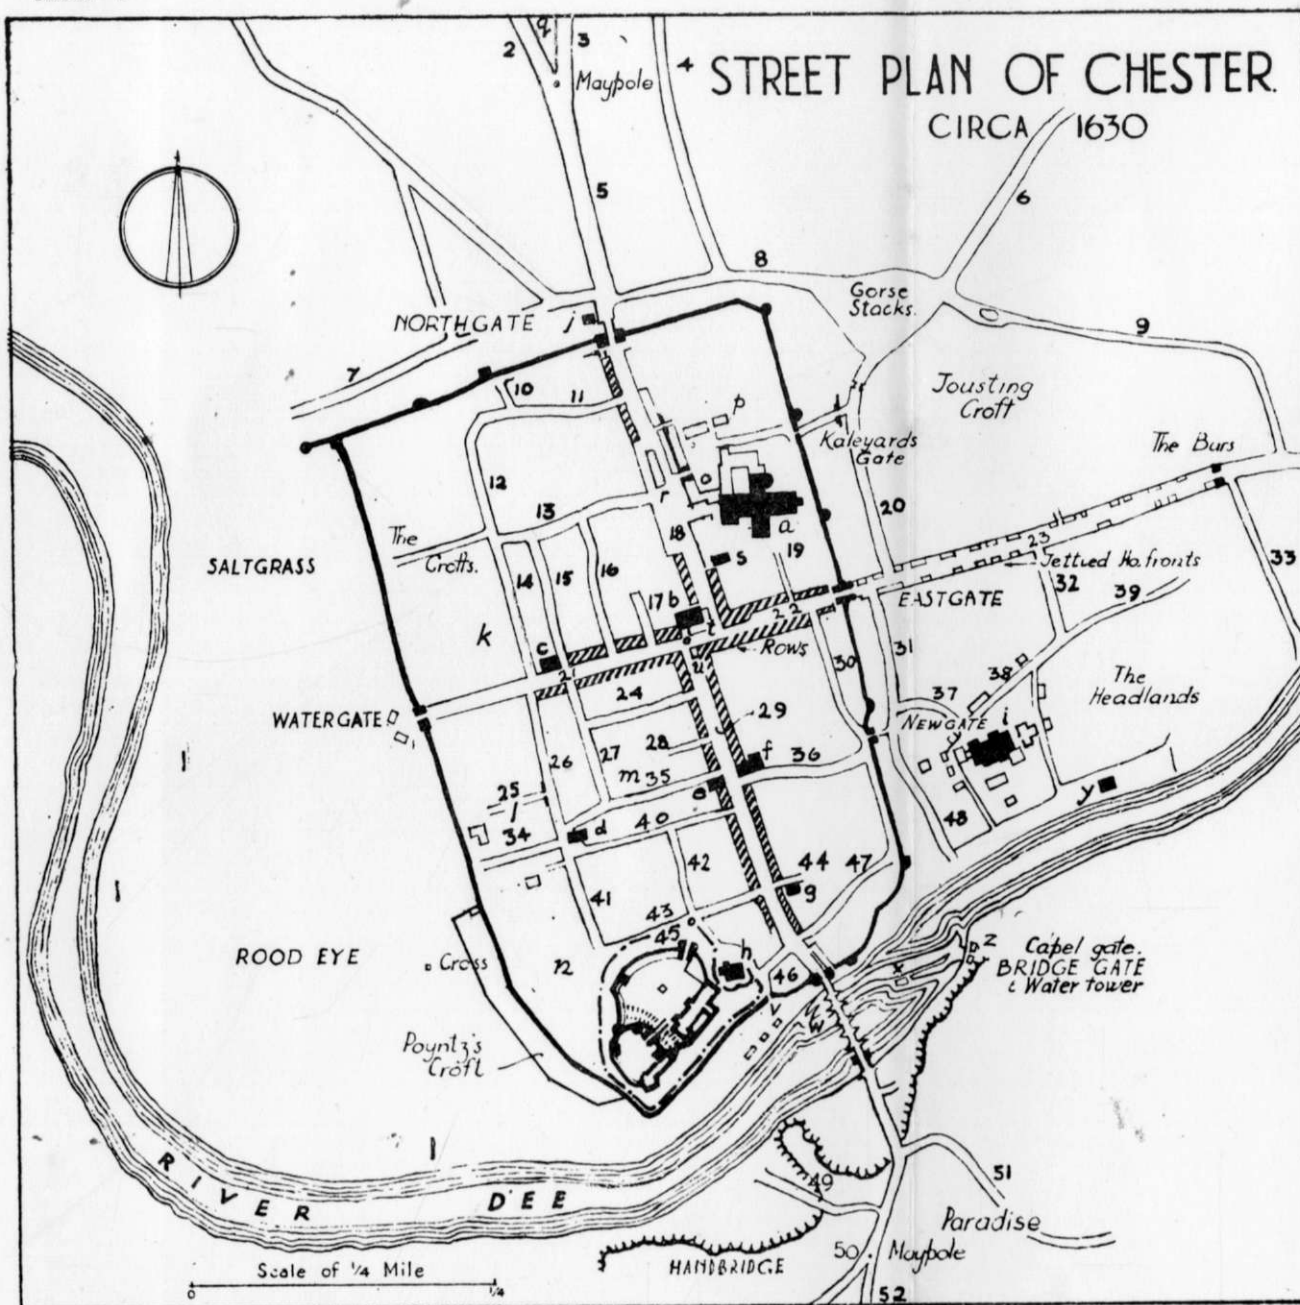 STREET PLAN OF CHESTER.
CIRCA 1630
2
q
3
4
Maypole
5
6
8
Gorse
Stacks.
9
NORTHGATE
j
7
10
11
p
Jousting
Croft
Kaleyards
Gate
The Burs
12
13
r
o
18
a
20
The
Crofts.
SALTGRASS
14
15
16
s
19
23
Jettied Ho. fronts
32
33
17
b
22
EASTGATE
39
k
c
t
Rows
30
31
u
24
38
The
Headlands
37
WATERGATE
29
NEWGATE
i
26
27
28
f
36
m
35
e
25
l
y
34
d
40
48
42
44
47
41
43
g
ROOD EYE
Cross
n
45
h
46
z
Capel gate.
BRIDGE GATE
& Water tower
x
v
w
Poyntz's
Croft
RIVER DEE
49
51
Paradise
50
Maypole
HANDBRIDGE
52
Scale of ¼ Mile
0
¼